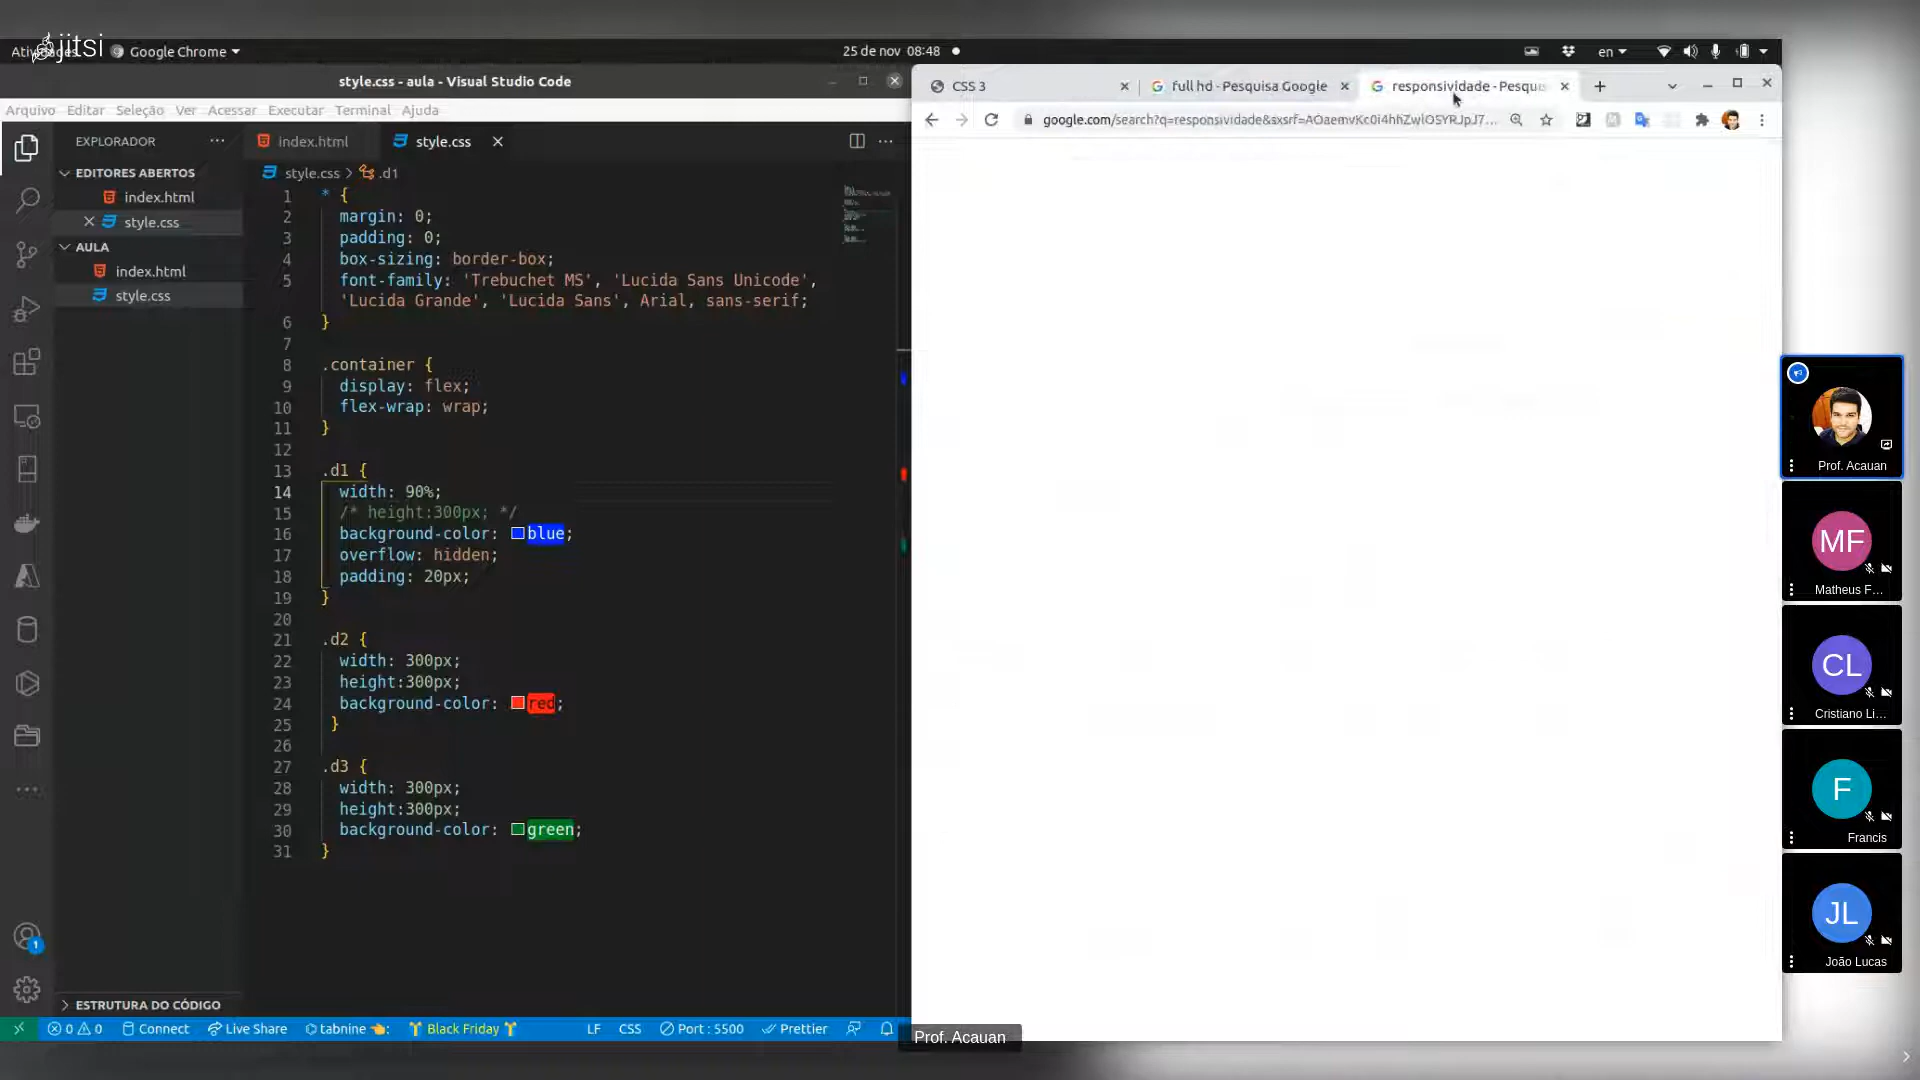 jitsi
Google Chrome
25 de nov 08:48
en
style.css - aula - Visual Studio Code
Arquivo Editar Seleção Ver Acessar Executar Terminal Ajuda
EXPLORADOR
EDITORES ABERTOS
index.html
style.css
AULA
index.html
style.css
ESTRUTURA DO CÓDIGO
index.html
style.css
style.css > .d1
1 * {
2 margin: 0;
3 padding: 0;
4 box-sizing: border-box;
5 font-family: 'Trebuchet MS', 'Lucida Sans Unicode',
'Lucida Grande', 'Lucida Sans', Arial, sans-serif;
6 }
7
8 .container {
9 display: flex;
10 flex-wrap: wrap;
11 }
12
13 .d1 {
14 width: 90%;
15 /* height:300px; */
16 background-color: blue;
17 overflow: hidden;
18 padding: 20px;
19 }
20
21 .d2 {
22 width: 300px;
23 height:300px;
24 background-color: red;
25 }
26
27 .d3 {
28 width: 300px;
29 height:300px;
30 background-color: green;
31 }
1
0 0 Connect Live Share tabnine Black Friday LF CSS Port : 5500 Prettier
CSS 3
full hd - Pesquisa Google
responsividade - Pesqui
Prof. Acauan
Prof. Acauan
MF
Matheus F...
CL
Cristiano Li...
F
Francis
JL
João Lucas